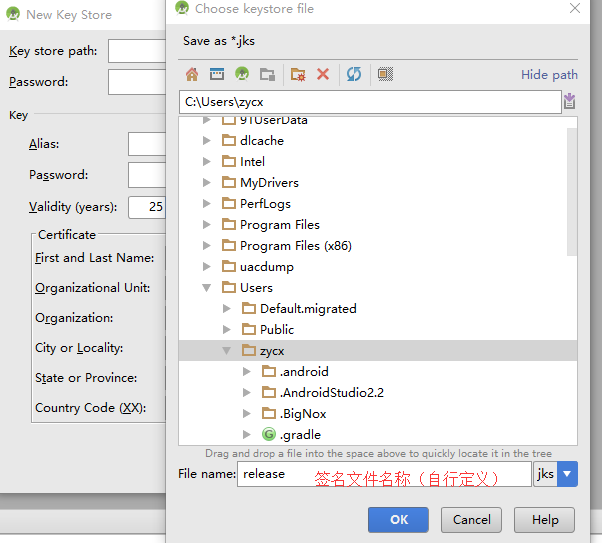 New Key Store
Key store path:
Password:
Key
Alias:
Password:
Validity (years): 25
Certificate
First and Last Name:
Organizational Unit:
Organization:
City or Locality:
State or Province:
Country Code (XX):
Choose keystore file
Save as *.jks
Hide path
C:\Users\zycx
91UserData
dlcache
Intel
MyDrivers
PerfLogs
Program Files
Program Files (x86)
uacdump
Users
Default.migrated
Public
zycx
.android
.AndroidStudio2.2
.BigNox
.gradle
Drag and drop a file into the space above to quickly locate it in the tree
File name: release 签名文件名称（自行定义） jks
OK Cancel Help